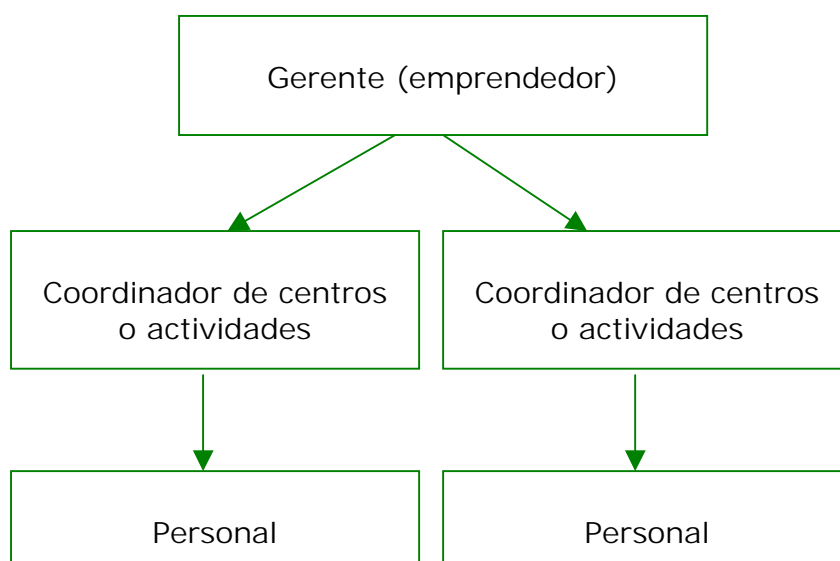 Gerente (emprendedor)
Coordinador de centros
o actividades
Coordinador de centros
o actividades
Personal
Personal